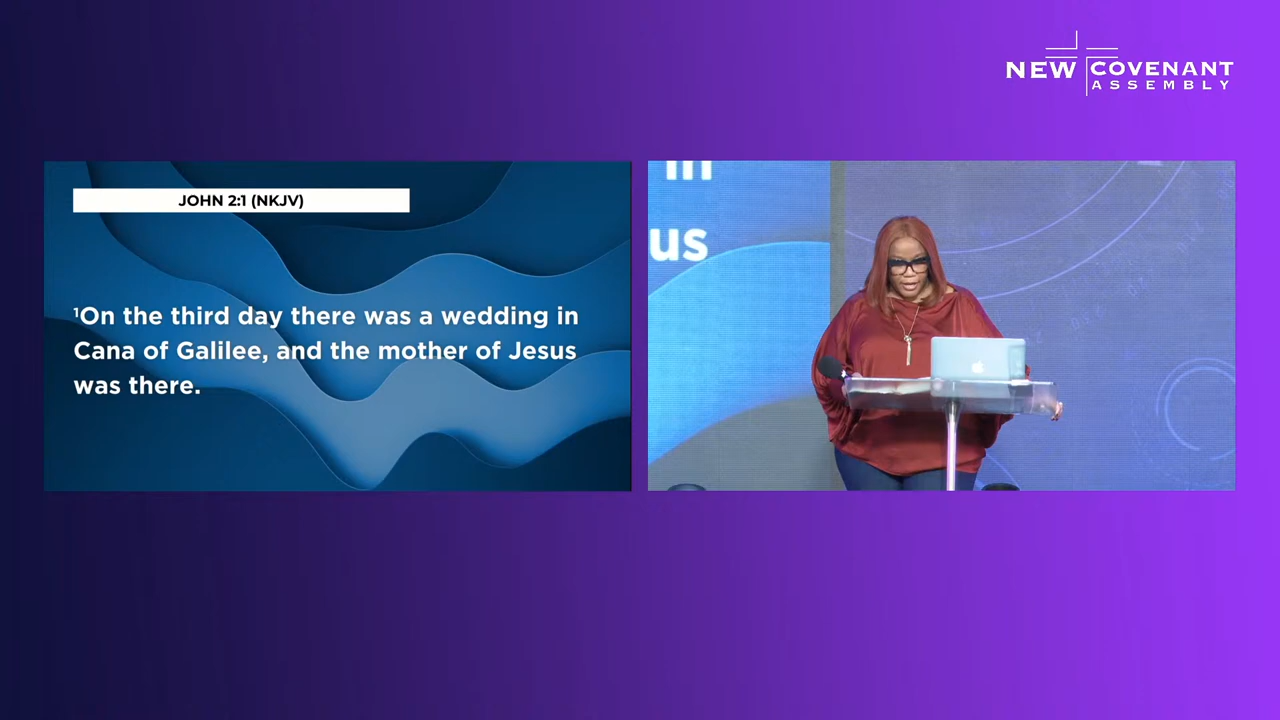 NEW COVENANT
ASSEMBLY
JOHN 2:1 (NKJV)
¹On the third day there was a wedding in
Cana of Galilee, and the mother of Jesus
was there.
in
us